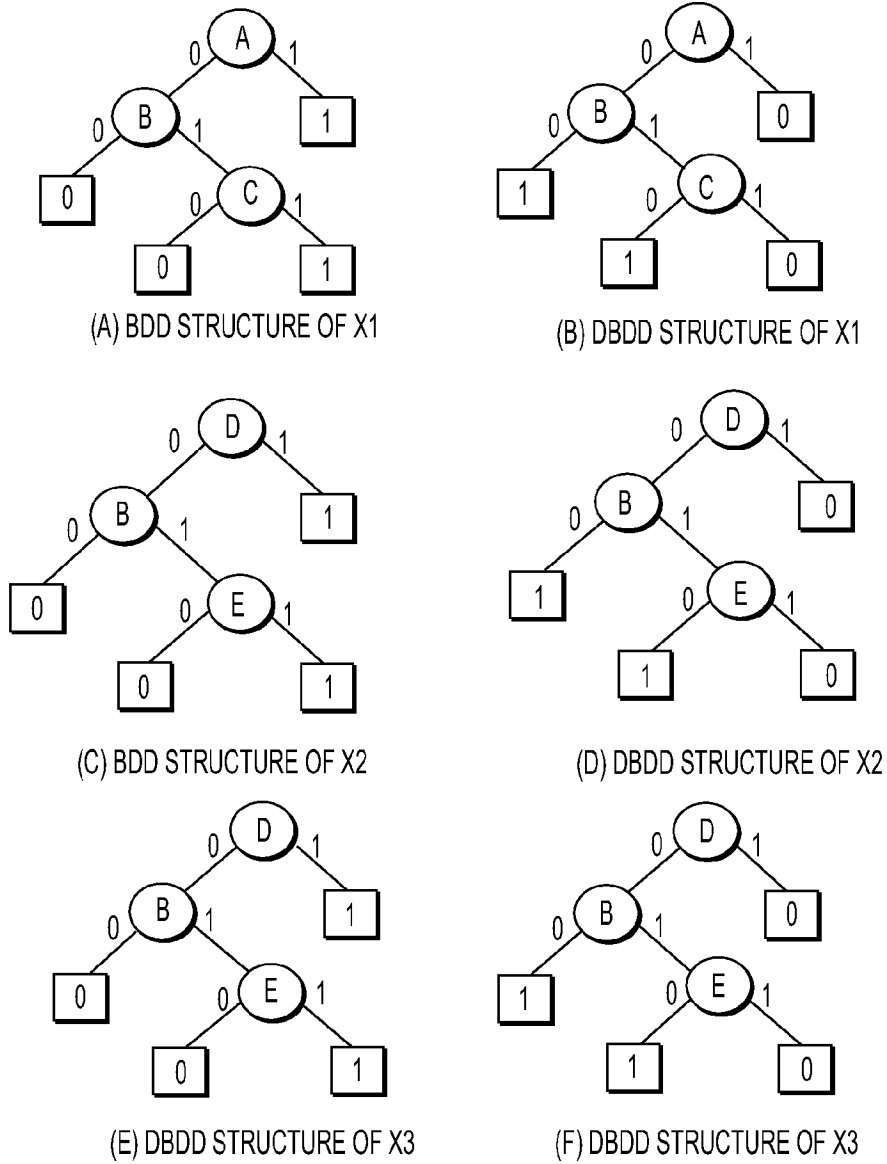 A
A
0 1
0 1
B
B
1
0
0 1
0 1
C
C
0
1
0 1
0 1
0 1
1 0
(A) BDD STRUCTURE OF X1
(B) DBDD STRUCTURE OF X1
D
D
0 1
0 1
B
B
1
0
0 1
0 1
E
E
0
1
0 1
0 1
0 1
1 0
(C) BDD STRUCTURE OF X2
(D) DBDD STRUCTURE OF X2
D
D
0 1
0 1
B
B
1
0
0 1
0 1
E
E
0
1
0 1
0 1
0 1
1 0
(E) DBDD STRUCTURE OF X3
(F) DBDD STRUCTURE OF X3